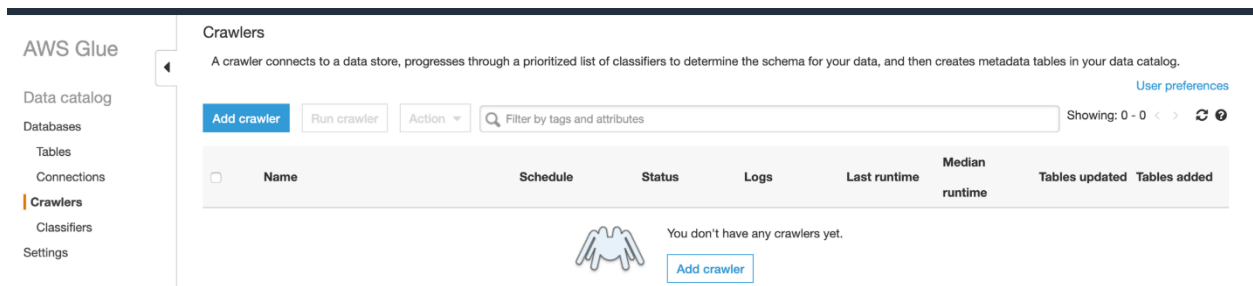 AWS Glue
Data catalog
Databases
Tables
Connections
Crawlers
Classifiers
Settings
Crawlers
A crawler connects to a data store, progresses through a prioritized list of classifiers to determine the schema for your data, and then creates metadata tables in your data catalog.
User preferences
Add crawler Run crawler Action Filter by tags and attributes Showing: 0 - 0
Name Schedule Status Logs Last runtime Median runtime Tables updated Tables added
You don't have any crawlers yet.
Add crawler